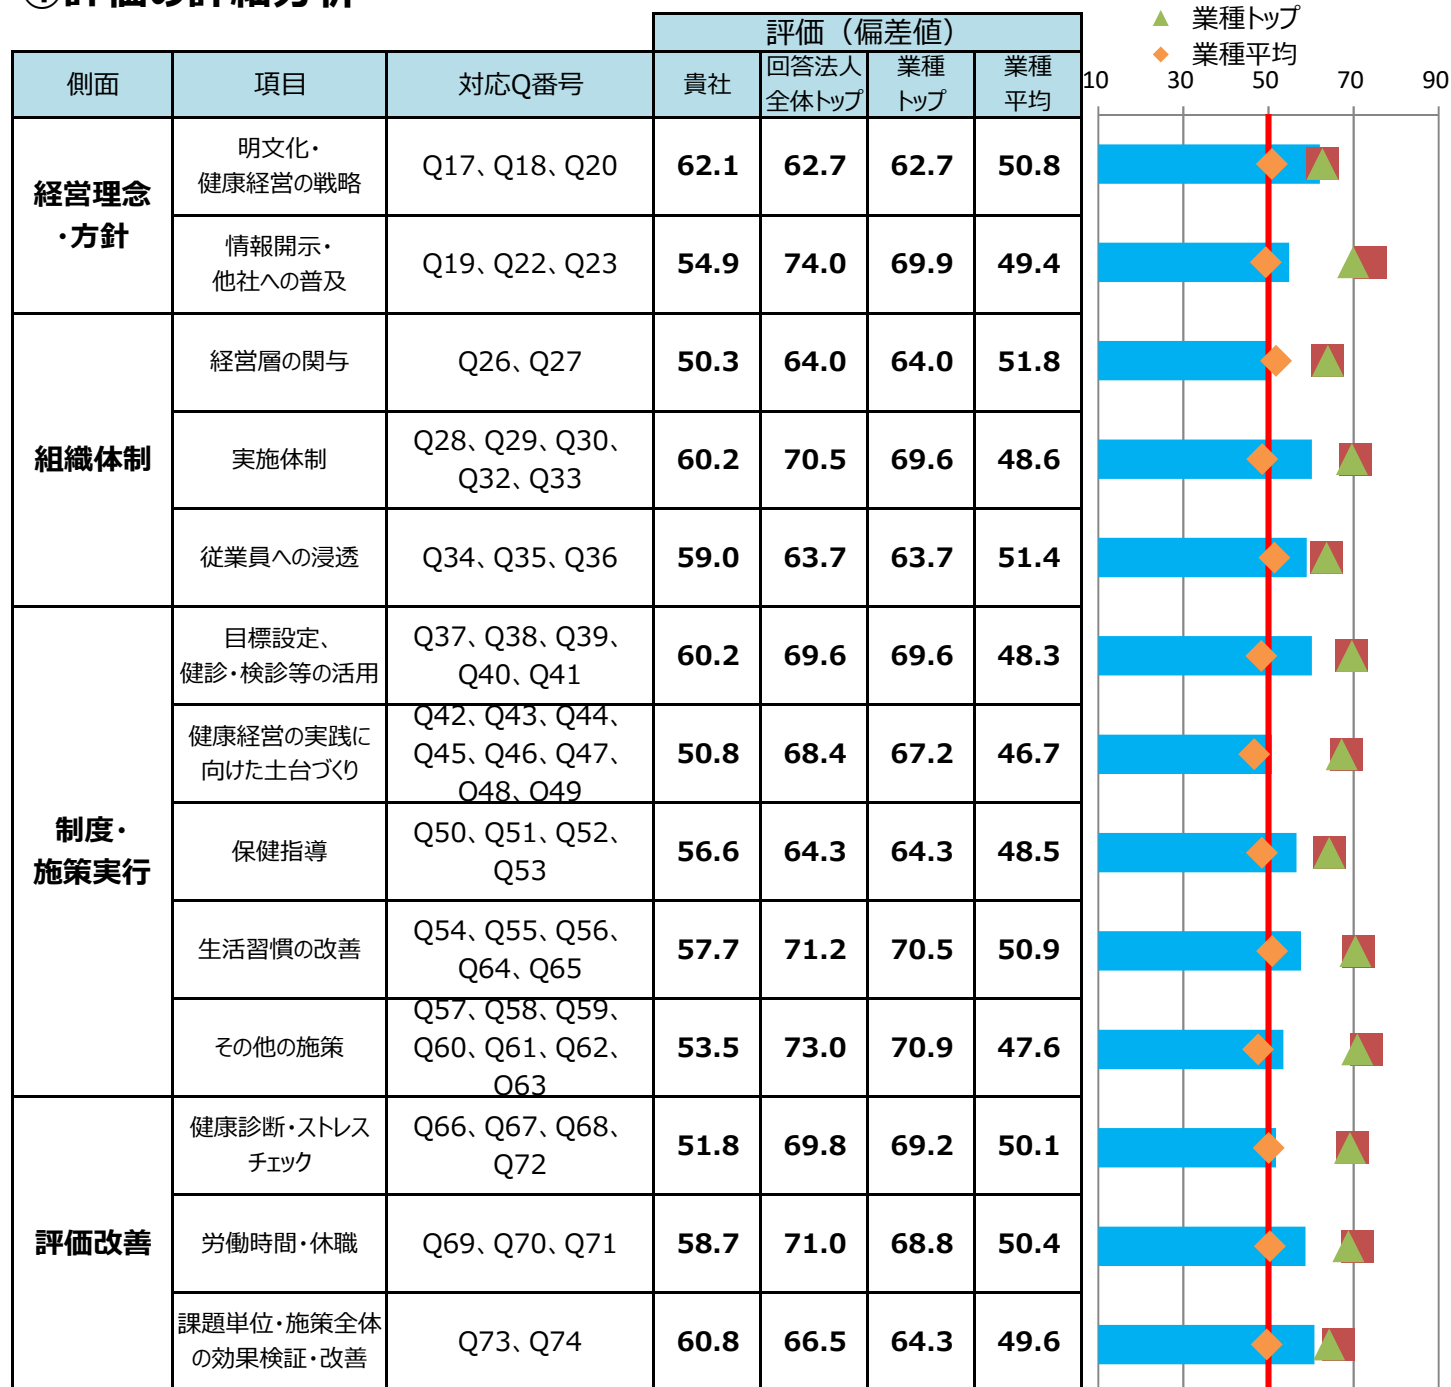 ①評価の詳細分析
業種トップ
業種平均
評価（偏差値）
側面 項目 対応Q番号 貴社 回答法人 業種 業種
全体トップ トップ 平均
10 30 50 70 90
経営理念
・方針
明文化・
健康経営の戦略
Q17、Q18、Q20 62.1 62.7 62.7 50.8
情報開示・
他社への普及
Q19、Q22、Q23 54.9 74.0 69.9 49.4
組織体制
経営層の関与 Q26、Q27 50.3 64.0 64.0 51.8
実施体制
Q28、Q29、Q30、
Q32、Q33
60.2 70.5 69.6 48.6
従業員への浸透 Q34、Q35、Q36 59.0 63.7 63.7 51.4
制度・
施策実行
目標設定、
健診・検診等の活用
Q37、Q38、Q39、
Q40、Q41
60.2 69.6 69.6 48.3
健康経営の実践に
向けた土台づくり
Q42、Q43、Q44、
Q45、Q46、Q47、
Q48、Q49
50.8 68.4 67.2 46.7
保健指導
Q50、Q51、Q52、
Q53
56.6 64.3 64.3 48.5
生活習慣の改善
Q54、Q55、Q56、
Q64、Q65
57.7 71.2 70.5 50.9
その他の施策
Q57、Q58、Q59、
Q60、Q61、Q62、
Q63
53.5 73.0 70.9 47.6
評価改善
健康診断・ストレス
チェック
Q66、Q67、Q68、
Q72
51.8 69.8 69.2 50.1
労働時間・休職 Q69、Q70、Q71 58.7 71.0 68.8 50.4
課題単位・施策全体
の効果検証・改善
Q73、Q74 60.8 66.5 64.3 49.6